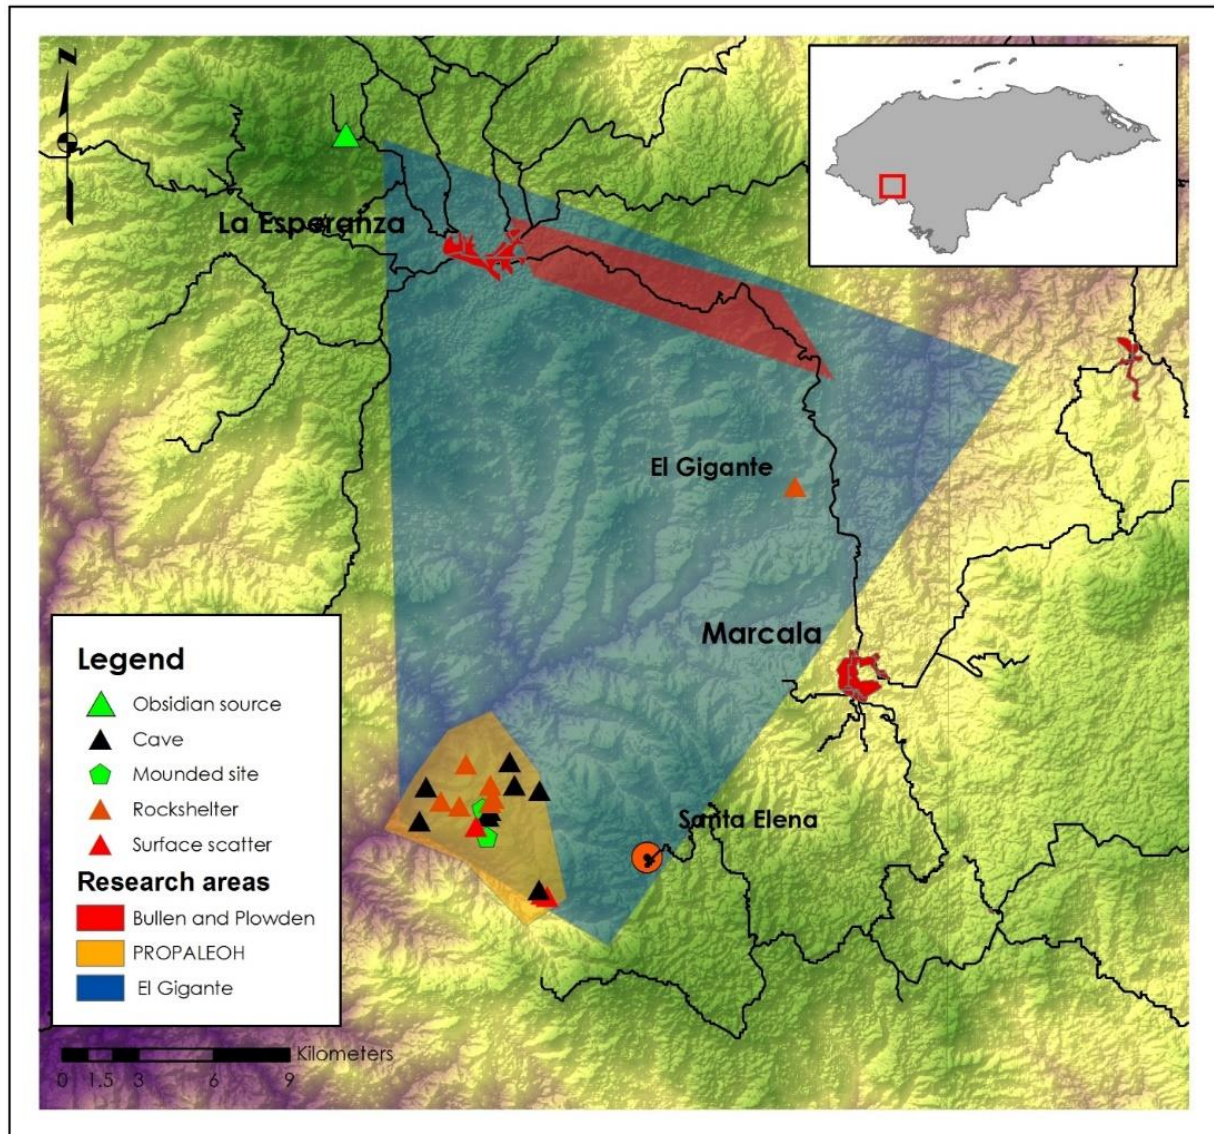 N
La Esperanza
El Gigante
Marcala
Santa Elena
Legend
Obsidian source
Cave
Mounded site
Rockshelter
Surface scatter
Research areas
Bullen and Plowden
PROPALEOH
El Gigante
Kilometers
0 1.5 3 6 9